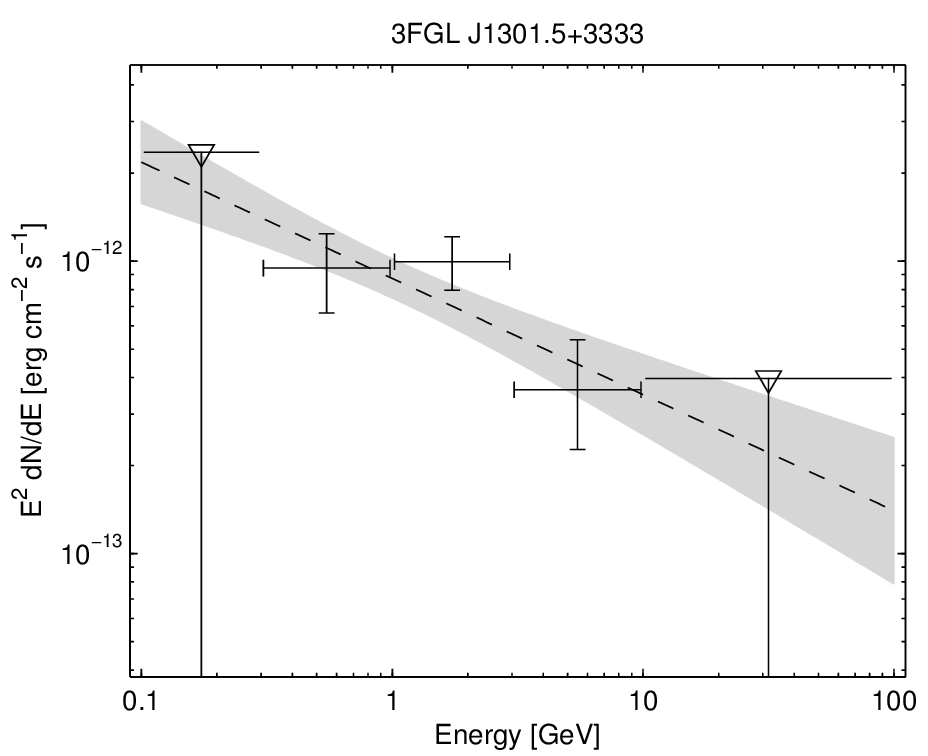 3FGL J1301.5+3333
E² dN/dE [erg cm⁻² s⁻¹]
10⁻¹²
10⁻¹³
0.1 1 10 100
Energy [GeV]